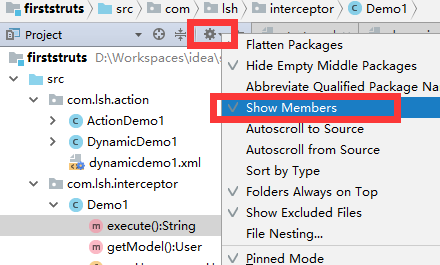 firststruts src com lsh interceptor Demo1
Project
firststruts D:\Workspaces\idea\
src
com.lsh.action
ActionDemo1
DynamicDemo1
dynamicdemo1.xml
com.lsh.interceptor
Demo1
execute():String
getModel():User
Flatten Packages
Hide Empty Middle Packages
Abbreviate Qualified Package Na
Show Members
Autoscroll to Source
Autoscroll from Source
Sort by Type
Folders Always on Top
Show Excluded Files
File Nesting...
Pinned Mode